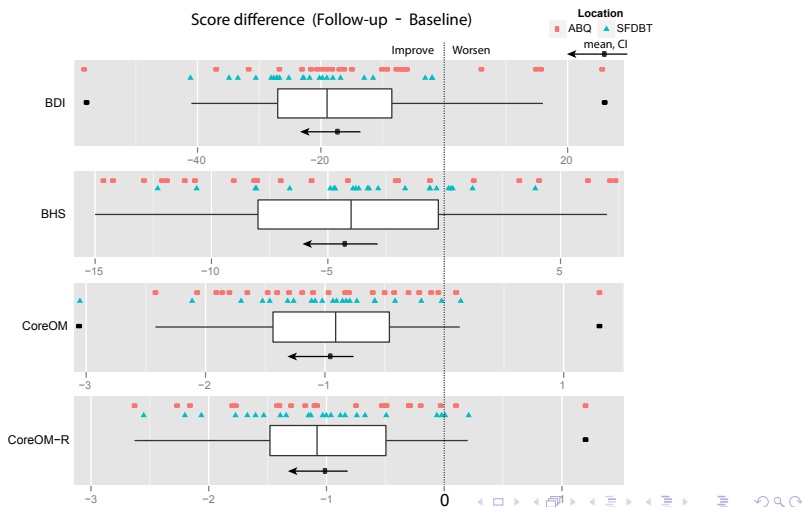 Score difference (Follow-up - Baseline)
Location
ABQ SFDBT
mean, CI
Improve Worsen
BDI
−40 −20 20
BHS
−15 −10 −5 5
CoreOM
−3 −2 −1 1
CoreOM−R
−3 −2 −1 0 1